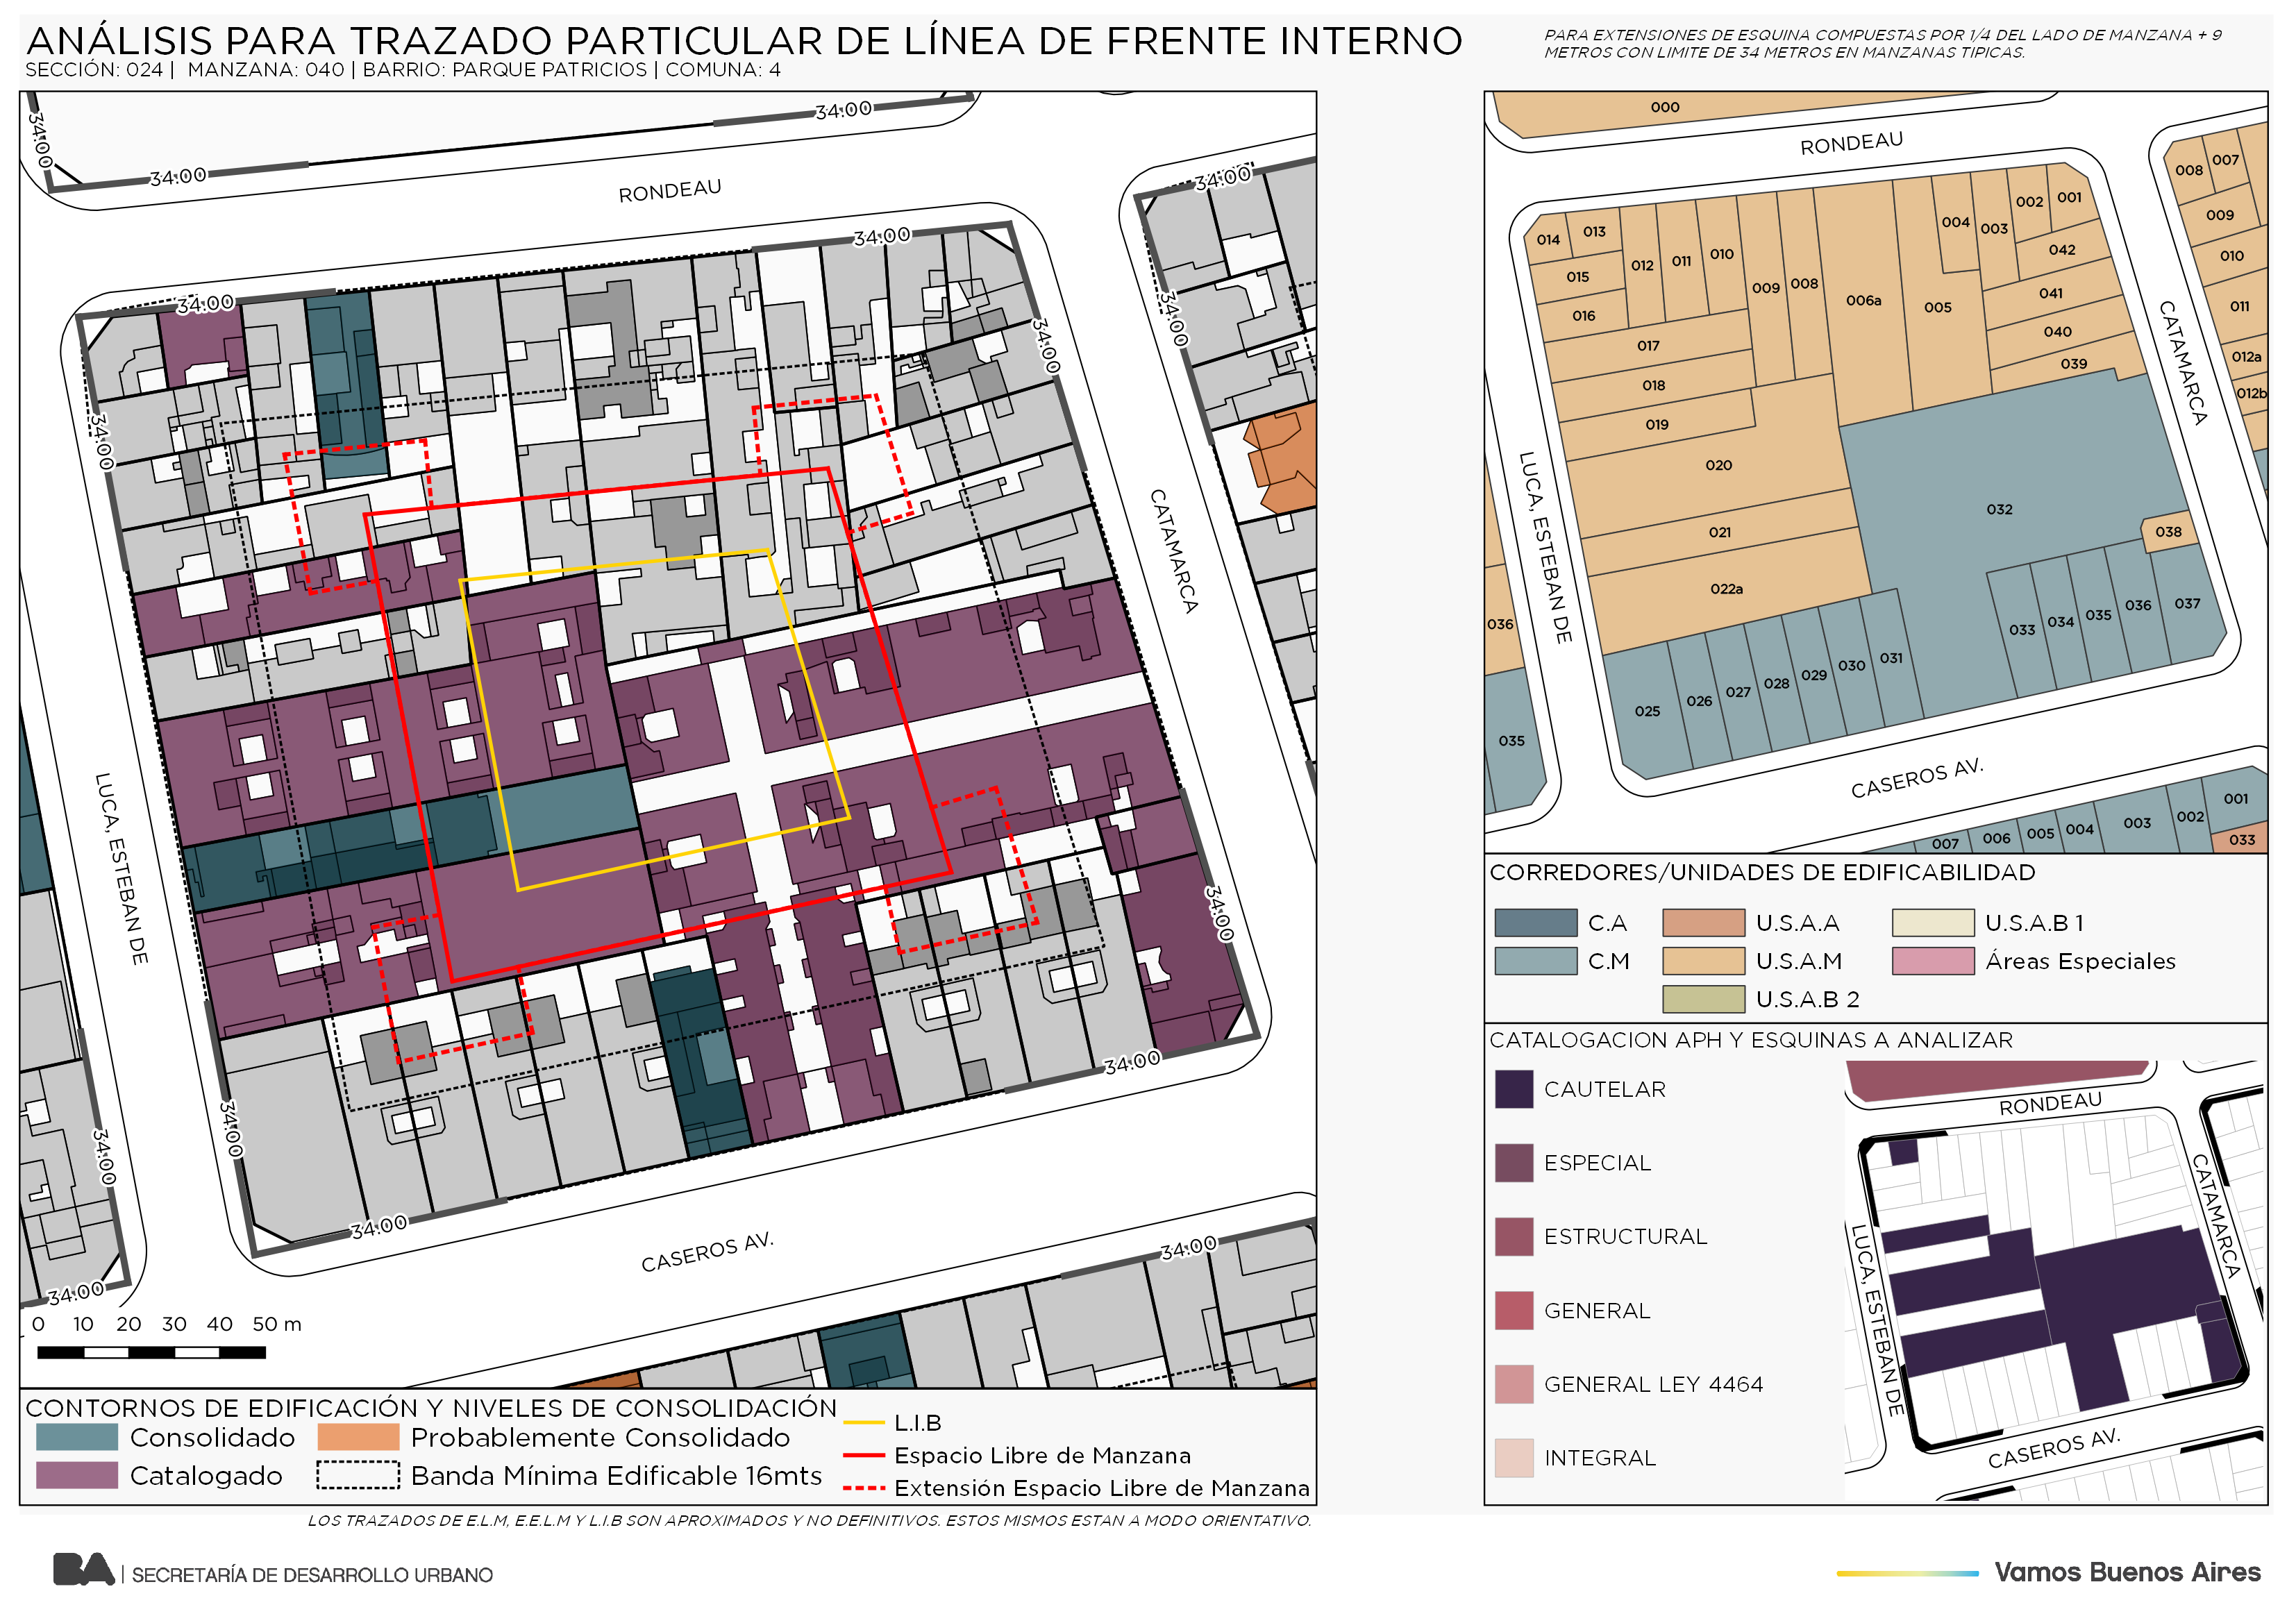 ANÁLISIS PARA TRAZADO PARTICULAR DE LÍNEA DE FRENTE INTERNO
SECCIÓN: 024 | MANZANA: 040 | BARRIO: PARQUE PATRICIOS | COMUNA: 4
PARA EXTENSIONES DE ESQUINA COMPUESTAS POR 1/4 DEL LADO DE MANZANA + 9
METROS CON LIMITE DE 34 METROS EN MANZANAS TIPICAS.
34:00
34:00
34:00
RONDEAU
34:00
34:00
34:00
34:00
34:00
34:00
CATAMARCA
LUCA, ESTEBAN DE
34:00
34:00
34:00
34:00
34:00
CASEROS AV.
34:00
34:00
0 10 20 30 40 50 m
CONTORNOS DE EDIFICACIÓN Y NIVELES DE CONSOLIDACIÓN
Consolidado
Probablemente Consolidado
Catalogado
Banda Mínima Edificable 16mts
L.I.B
Espacio Libre de Manzana
Extensión Espacio Libre de Manzana
LOS TRAZADOS DE E.L.M, E.E.L.M Y L.I.B SON APROXIMADOS Y NO DEFINITIVOS. ESTOS MISMOS ESTAN A MODO ORIENTATIVO.
000
RONDEAU
008
007
009
010
011
012a
012b
014
013
012
011
010
009
008
006a
005
004
003
002
001
042
041
040
039
015
016
017
018
019
020
021
022a
032
038
037
036
035
034
033
031
030
029
028
027
026
025
036
035
LUCA, ESTEBAN DE
CATAMARCA
CASEROS AV.
007
006
005
004
003
002
001
033
CORREDORES/UNIDADES DE EDIFICABILIDAD
C.A
U.S.A.A
U.S.A.B 1
C.M
U.S.A.M
Áreas Especiales
U.S.A.B 2
CATALOGACION APH Y ESQUINAS A ANALIZAR
CAUTELAR
ESPECIAL
ESTRUCTURAL
GENERAL
GENERAL LEY 4464
INTEGRAL
RONDEAU
CATAMARCA
LUCA, ESTEBAN DE
CASEROS AV.
BA | SECRETARÍA DE DESARROLLO URBANO
Vamos Buenos Aires